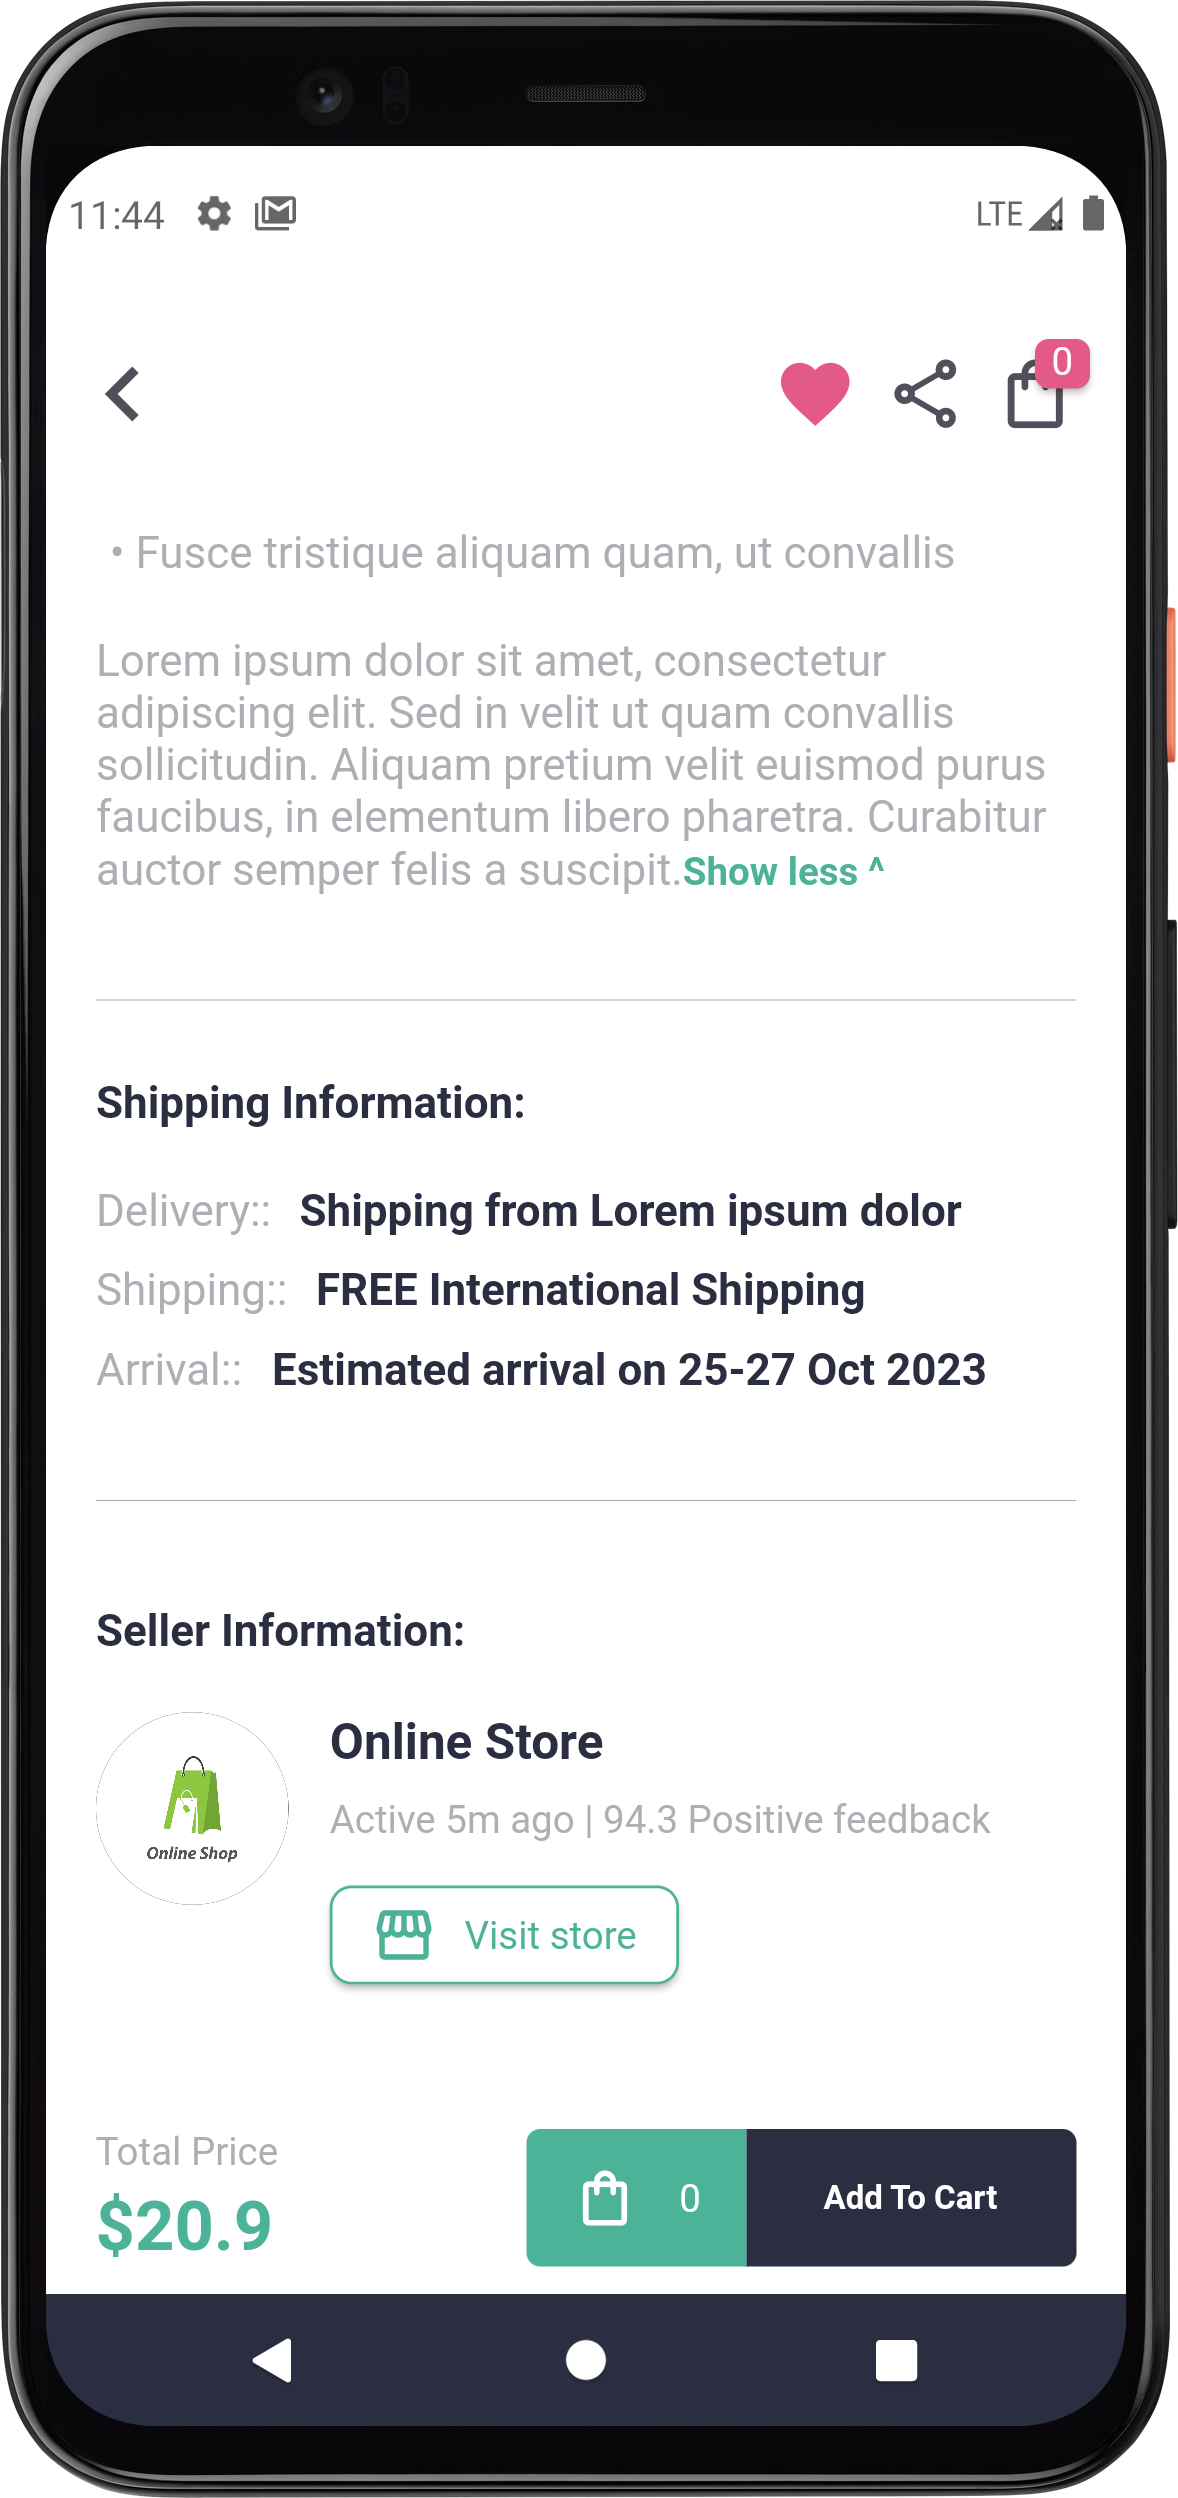 11:44
LTE
0
• Fusce tristique aliquam quam, ut convallis
Lorem ipsum dolor sit amet, consectetur
adipiscing elit. Sed in velit ut quam convallis
sollicitudin. Aliquam pretium velit euismod purus
faucibus, in elementum libero pharetra. Curabitur
auctor semper felis a suscipit.Show less ^
Shipping Information:
Delivery:: Shipping from Lorem ipsum dolor
Shipping:: FREE International Shipping
Arrival:: Estimated arrival on 25-27 Oct 2023
Seller Information:
Online Shop
Online Store
Active 5m ago | 94.3 Positive feedback
Visit store
Total Price
$20.9
0
Add To Cart